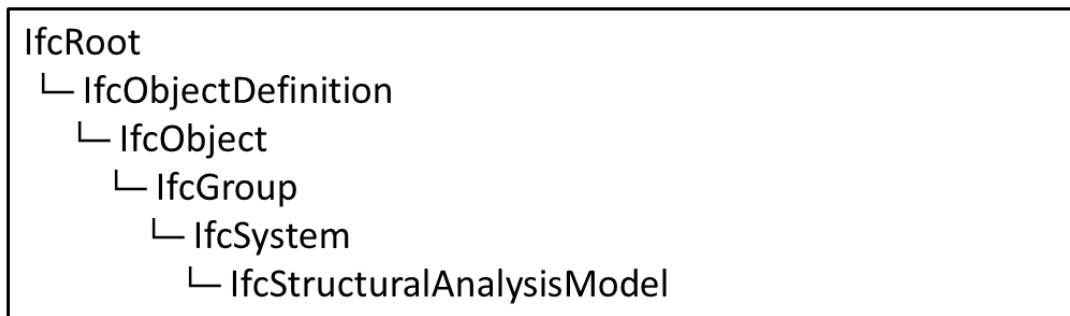 IfcRoot
└─ IfcObjectDefinition
└─ IfcObject
└─ IfcGroup
└─ IfcSystem
└─ IfcStructuralAnalysisModel